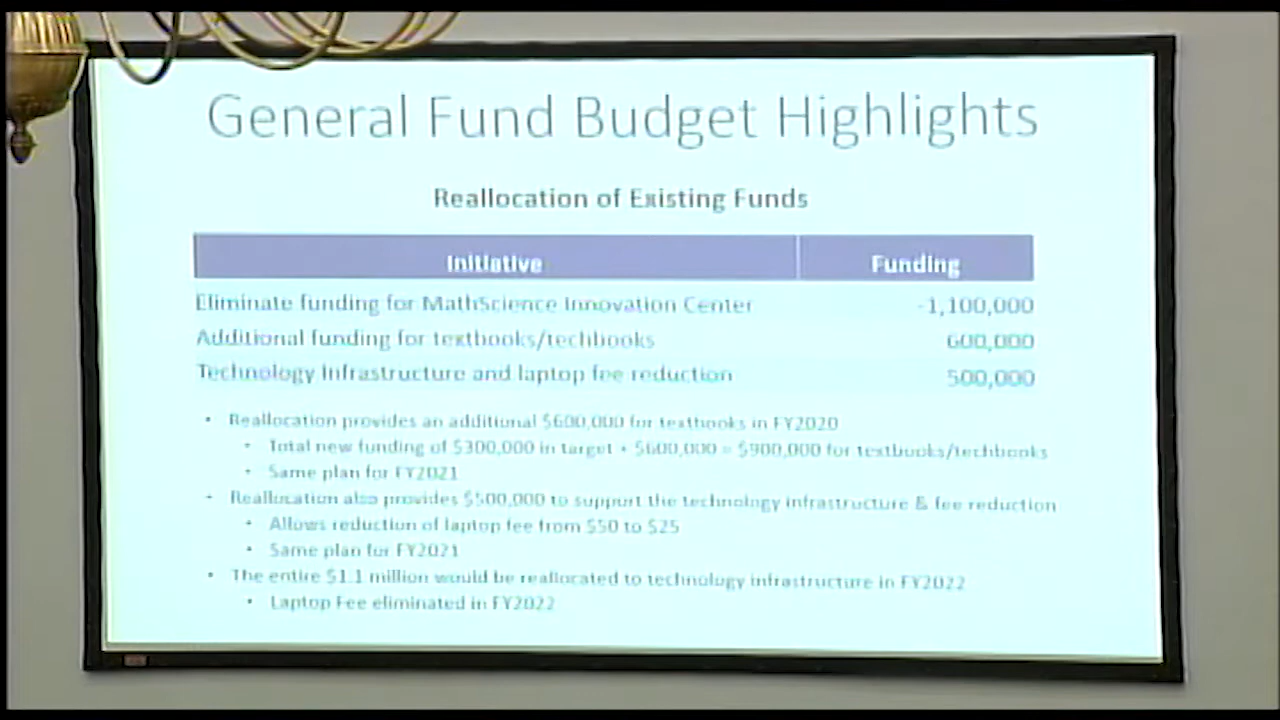 General Fund Budget Highlights
Reallocation of Existing Funds
Initiative Funding
Eliminate funding for MathScience Innovation Center -1,100,000
Additional funding for textbooks/techbooks 600,000
Technology Infrastructure and laptop fee reduction 500,000
• Reallocation provides an additional $600,000 for textbooks in FY2020
• Total new funding of $300,000 in target + $600,000 = $900,000 for textbooks/techbooks
• Same plan for FY2021
• Reallocation also provides $500,000 to support the technology infrastructure & fee reduction
• Allows reduction of laptop fee from $50 to $25
• Same plan for FY2021
• The entire $1.1 million would be reallocated to technology infrastructure in FY2022
• Laptop Fee eliminated in FY2022